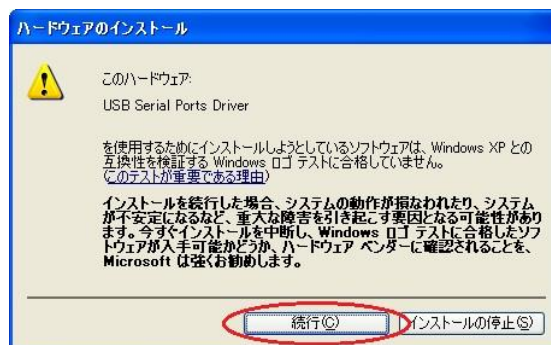 ハードウェアのインストール
このハードウェア:
USB Serial Ports Driver
を使用するためにインストールしようとしているソフトウェアは、Windows XP との
互換性を検証する Windows ロゴ テストに合格していません。
(このテストが重要である理由)
インストールを続行した場合、システムの動作が損なわれたり、システム
が不安定になるなど、重大な障害を引き起こす要因となる可能性があり
ます。今すぐインストールを中断し、Windows ロゴ テストに合格したソフ
トウェアが入手可能かどうか、ハードウェア ベンダーに確認されることを、
Microsoft は強くお勧めします。
続行(C)
インストールの停止(S)